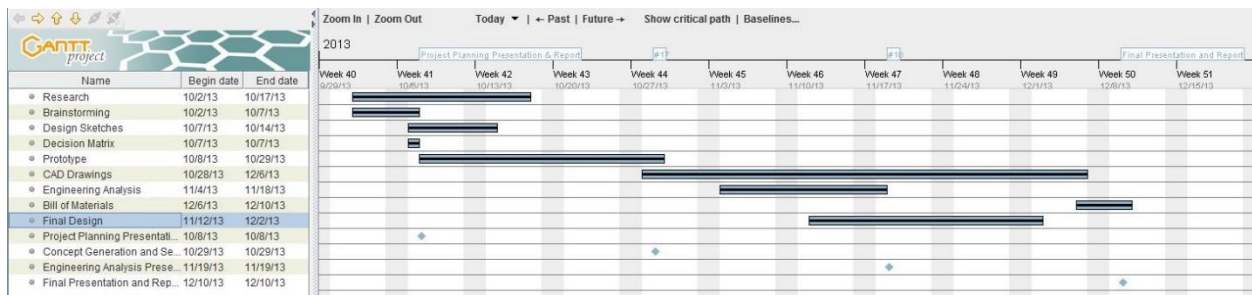 Zoom In | Zoom Out Today ▼ | ← Past | Future → Show critical path | Baselines...
GANTT project
2013
Project Planning Presentation & Report #17 #18 Final Presentation and Report
Name Begin date End date
Week 40 Week 41 Week 42 Week 43 Week 44 Week 45 Week 46 Week 47 Week 48 Week 49 Week 50 Week 51
9/29/13 10/6/13 10/13/13 10/20/13 10/27/13 11/3/13 11/10/13 11/17/13 11/24/13 12/1/13 12/8/13 12/15/13
Research 10/2/13 10/17/13
Brainstorming 10/2/13 10/7/13
Design Sketches 10/7/13 10/14/13
Decision Matrix 10/7/13 10/7/13
Prototype 10/8/13 10/29/13
CAD Drawings 10/28/13 12/6/13
Engineering Analysis 11/4/13 11/18/13
Bill of Materials 12/6/13 12/10/13
Final Design 11/12/13 12/2/13
Project Planning Presentati... 10/8/13 10/8/13
Concept Generation and Se... 10/29/13 10/29/13
Engineering Analysis Prese... 11/19/13 11/19/13
Final Presentation and Rep... 12/10/13 12/10/13